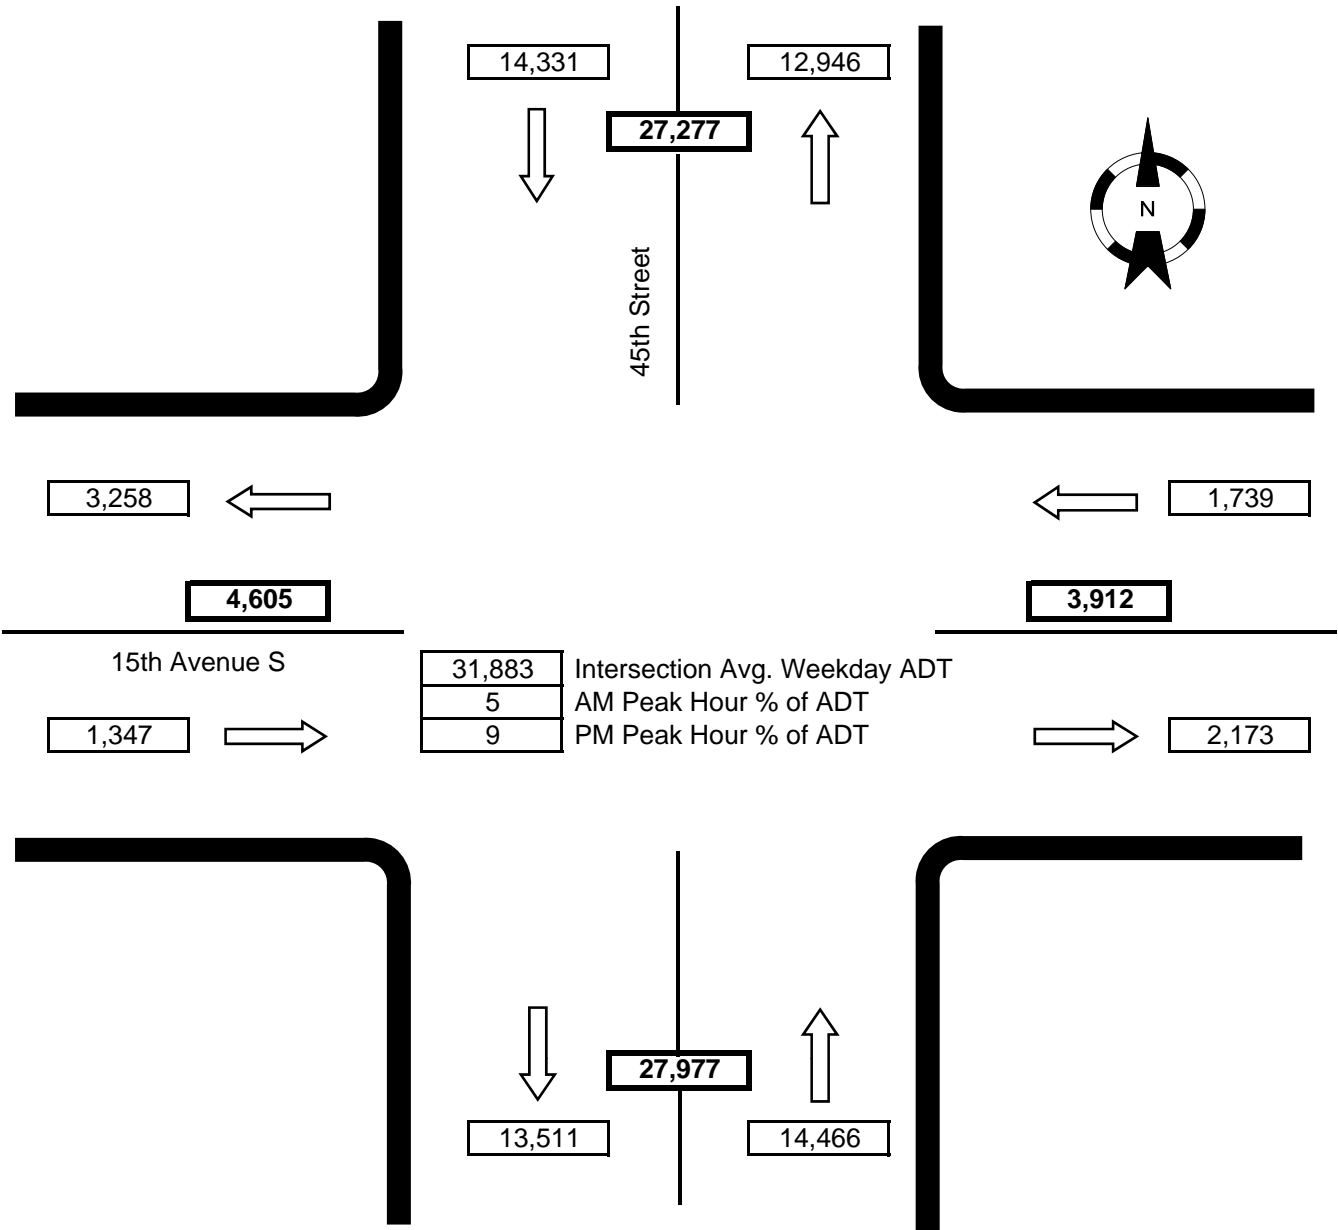 14,331
12,946
27,277
N
45th Street
3,258
1,739
4,605
3,912
15th Avenue S
31,883 Intersection Avg. Weekday ADT
5 AM Peak Hour % of ADT
9 PM Peak Hour % of ADT
1,347
2,173
27,977
13,511
14,466